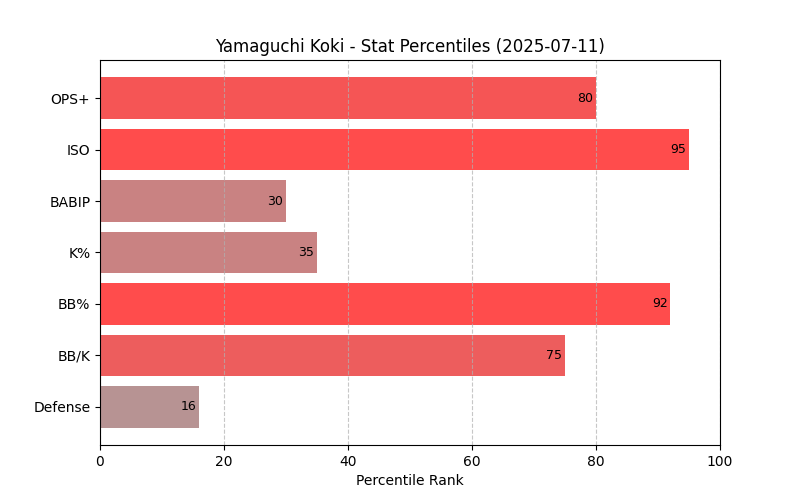 Yamaguchi Koki - Stat Percentiles (2025-07-11)
OPS+ 80
ISO 95
BABIP 30
K% 35
BB% 92
BB/K 75
Defense 16
0 20 40 60 80 100
Percentile Rank